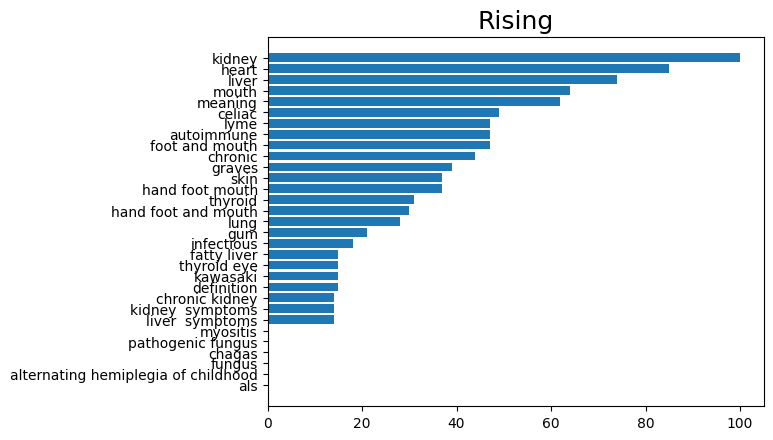 Rising
kidney
heart
liver
mouth
meaning
celiac
lyme
autoimmune
foot and mouth
chronic
graves
skin
hand foot mouth
thyroid
hand foot and mouth
lung
gum
infectious
fatty liver
thyroid eye
kawasaki
definition
chronic kidney
kidney  symptoms
liver  symptoms
myositis
pathogenic fungus
chagas
fungus
alternating hemiplegia of childhood
als
0 20 40 60 80 100